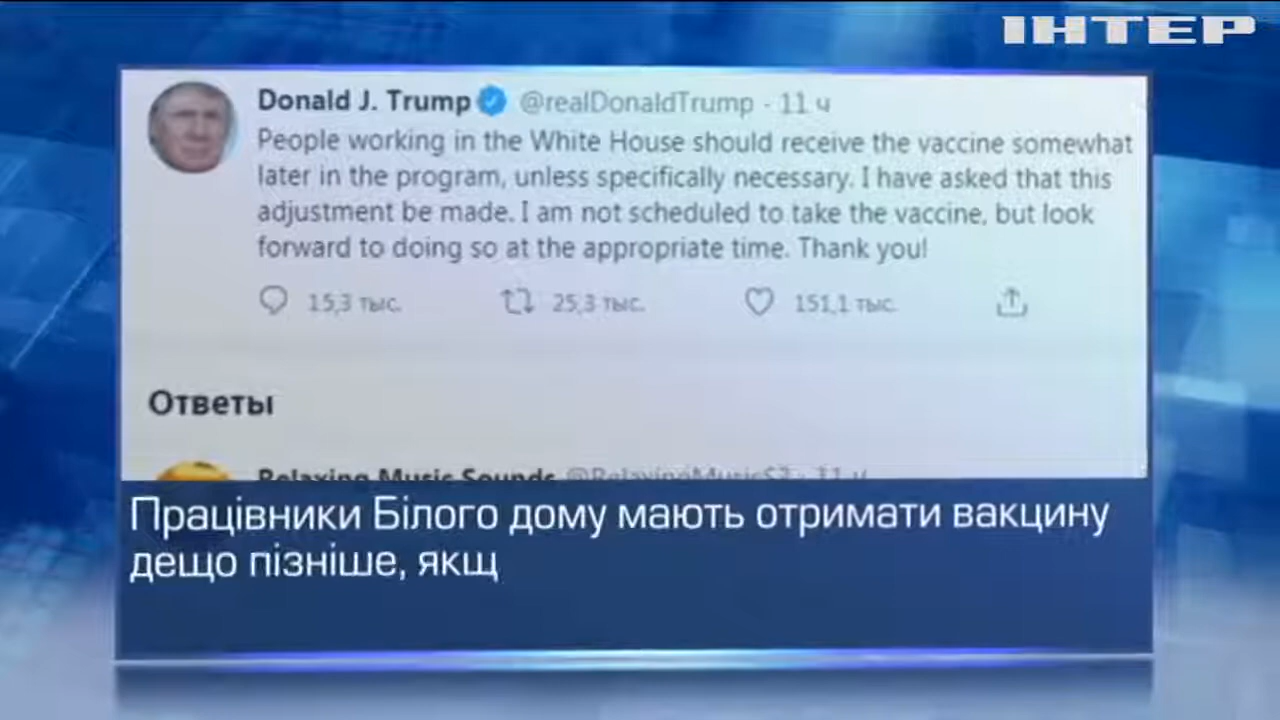 ІНТЕР
Donald J. Trump @realDonaldTrump · 11 ч
People working in the White House should receive the vaccine somewhat
later in the program, unless specifically necessary. I have asked that this
adjustment be made. I am not scheduled to take the vaccine, but look
forward to doing so at the appropriate time. Thank you!
15,3 тыс. 25,3 тыс. 151,1 тыс.
Ответы
Relaxing Music Sounds
Працівники Білого дому мають отримати вакцину
дещо пізніше, якщ